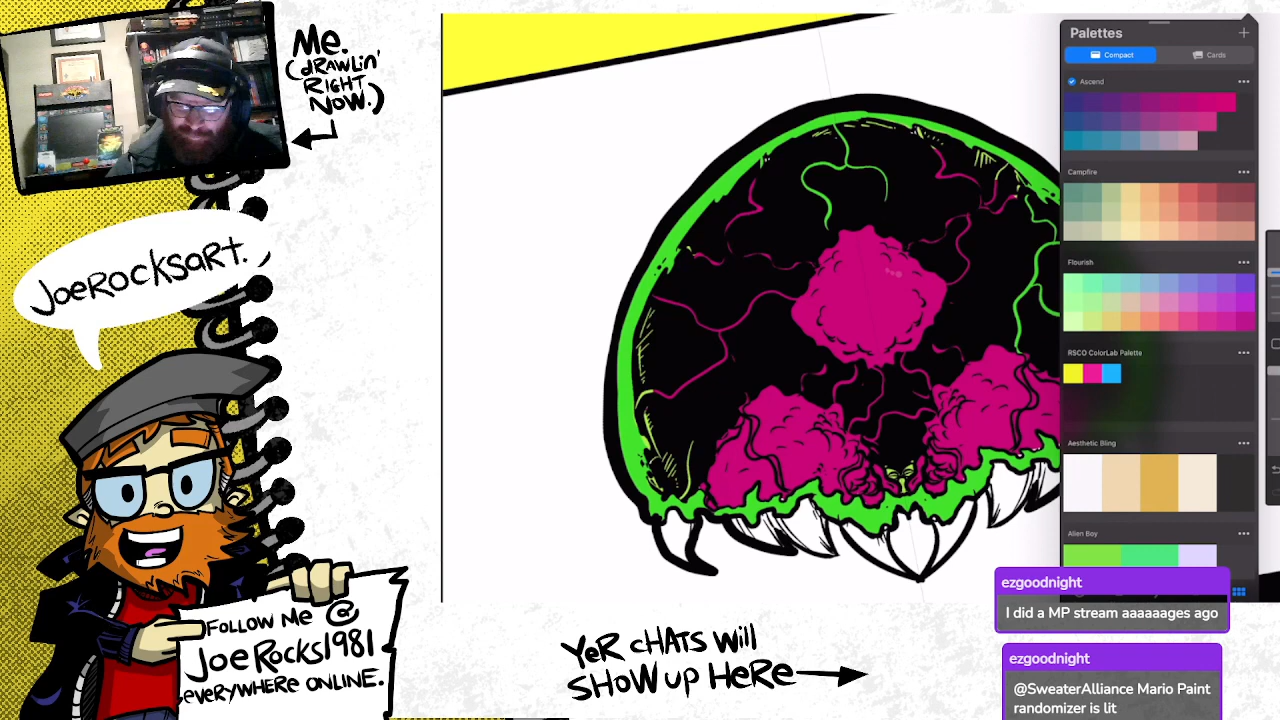 Me.
(drawlin'
right
now.)
JoeRocksart.
Follow me @
JoeRocks1981
everywhere online.
Yer chats will
show up here
Palettes
Compact
Cards
Ascend
Campfire
Flourish
RSCO ColorLab Palette
Aesthetic Bling
Alien Boy
ezgoodnight
I did a MP stream aaaaaages ago
ezgoodnight
@SweaterAlliance Mario Paint
randomizer is lit